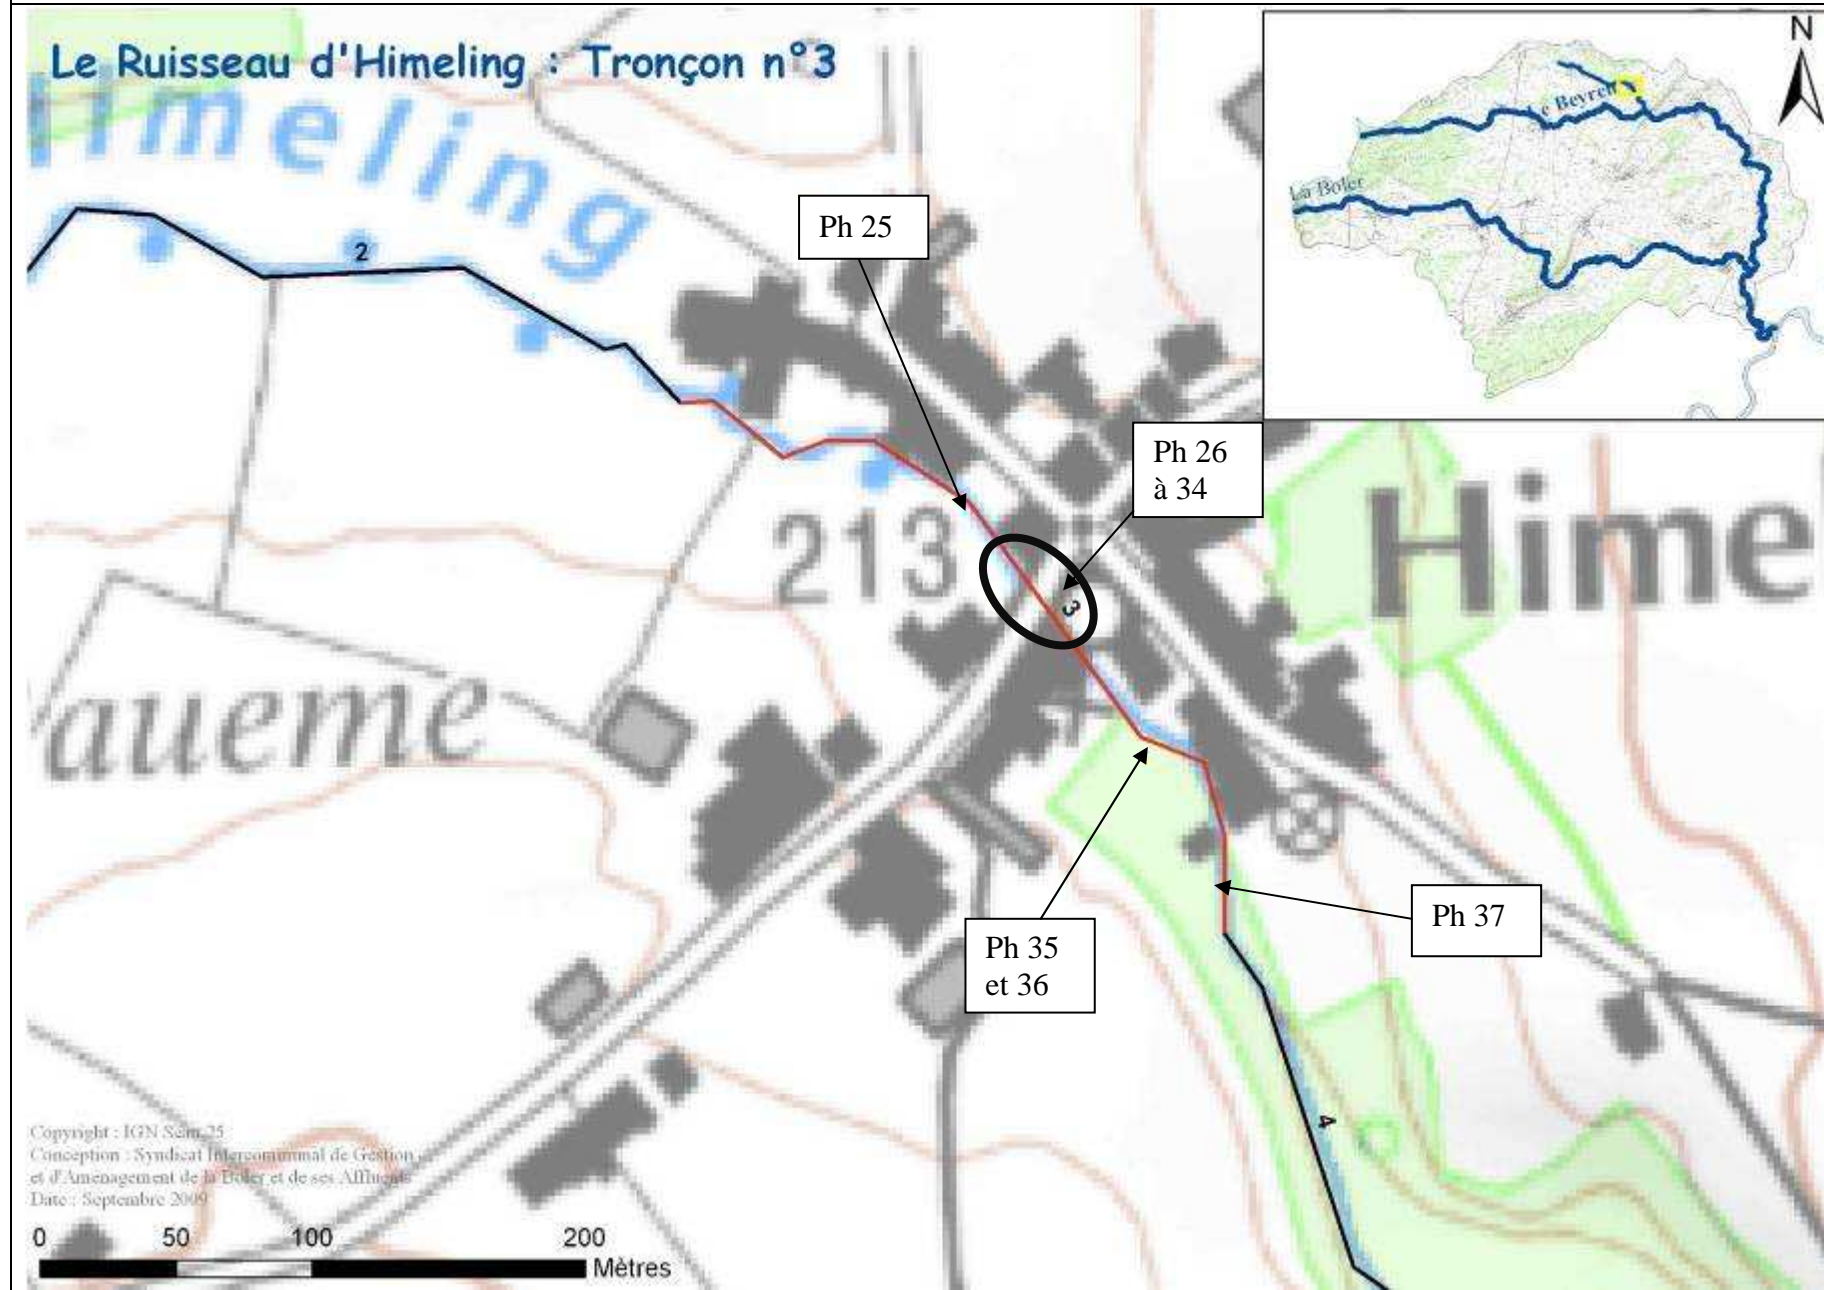 Le Ruisseau d'Himeling : Tronçon n°3
N
Le Beyren
La Boler
Himeling
Ph 25
2
Ph 26
à 34
213
Hime
3
aueme
Ph 37
Ph 35
et 36
4
Copyright : IGN Scan 25
Conception : Syndicat Intercommunal de Gestion
et d'Aménagement de la Boler et de ses Affluents
Date : Septembre 2009
0 50 100 200
Mètres